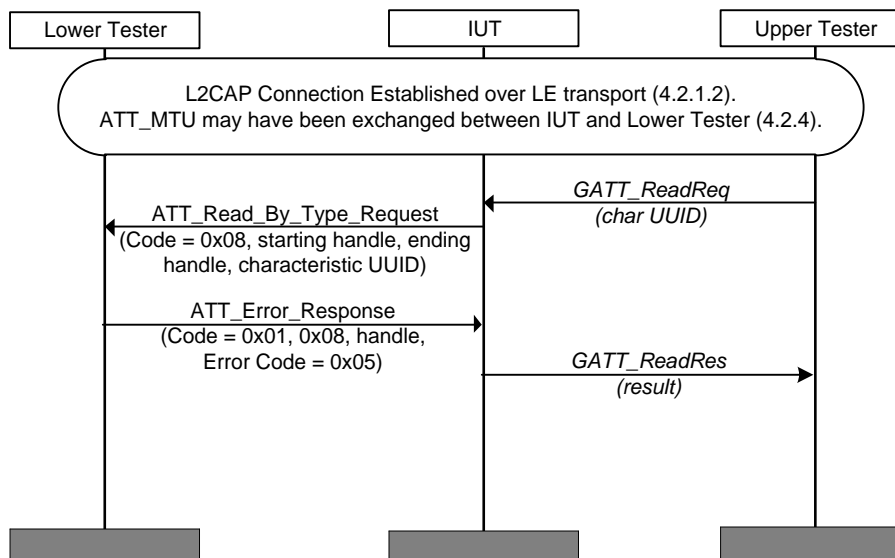 Lower Tester
IUT
Upper Tester
L2CAP Connection Established over LE transport (4.2.1.2).
ATT_MTU may have been exchanged between IUT and Lower Tester (4.2.4).
GATT_ReadReq
(char UUID)
ATT_Read_By_Type_Request
(Code = 0x08, starting handle, ending
handle, characteristic UUID)
ATT_Error_Response
(Code = 0x01, 0x08, handle,
Error Code = 0x05)
GATT_ReadRes
(result)